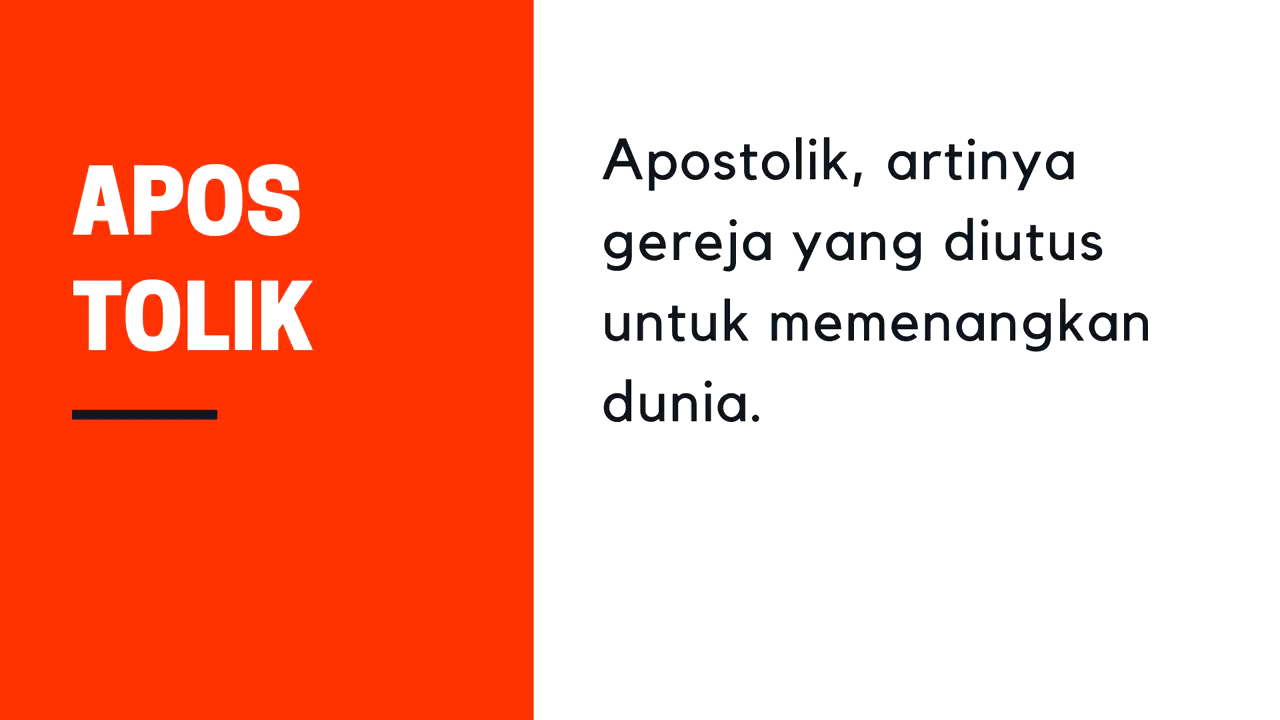 APOS
TOLIK
Apostolik, artinya
gereja yang diutus
untuk memenangkan
dunia.